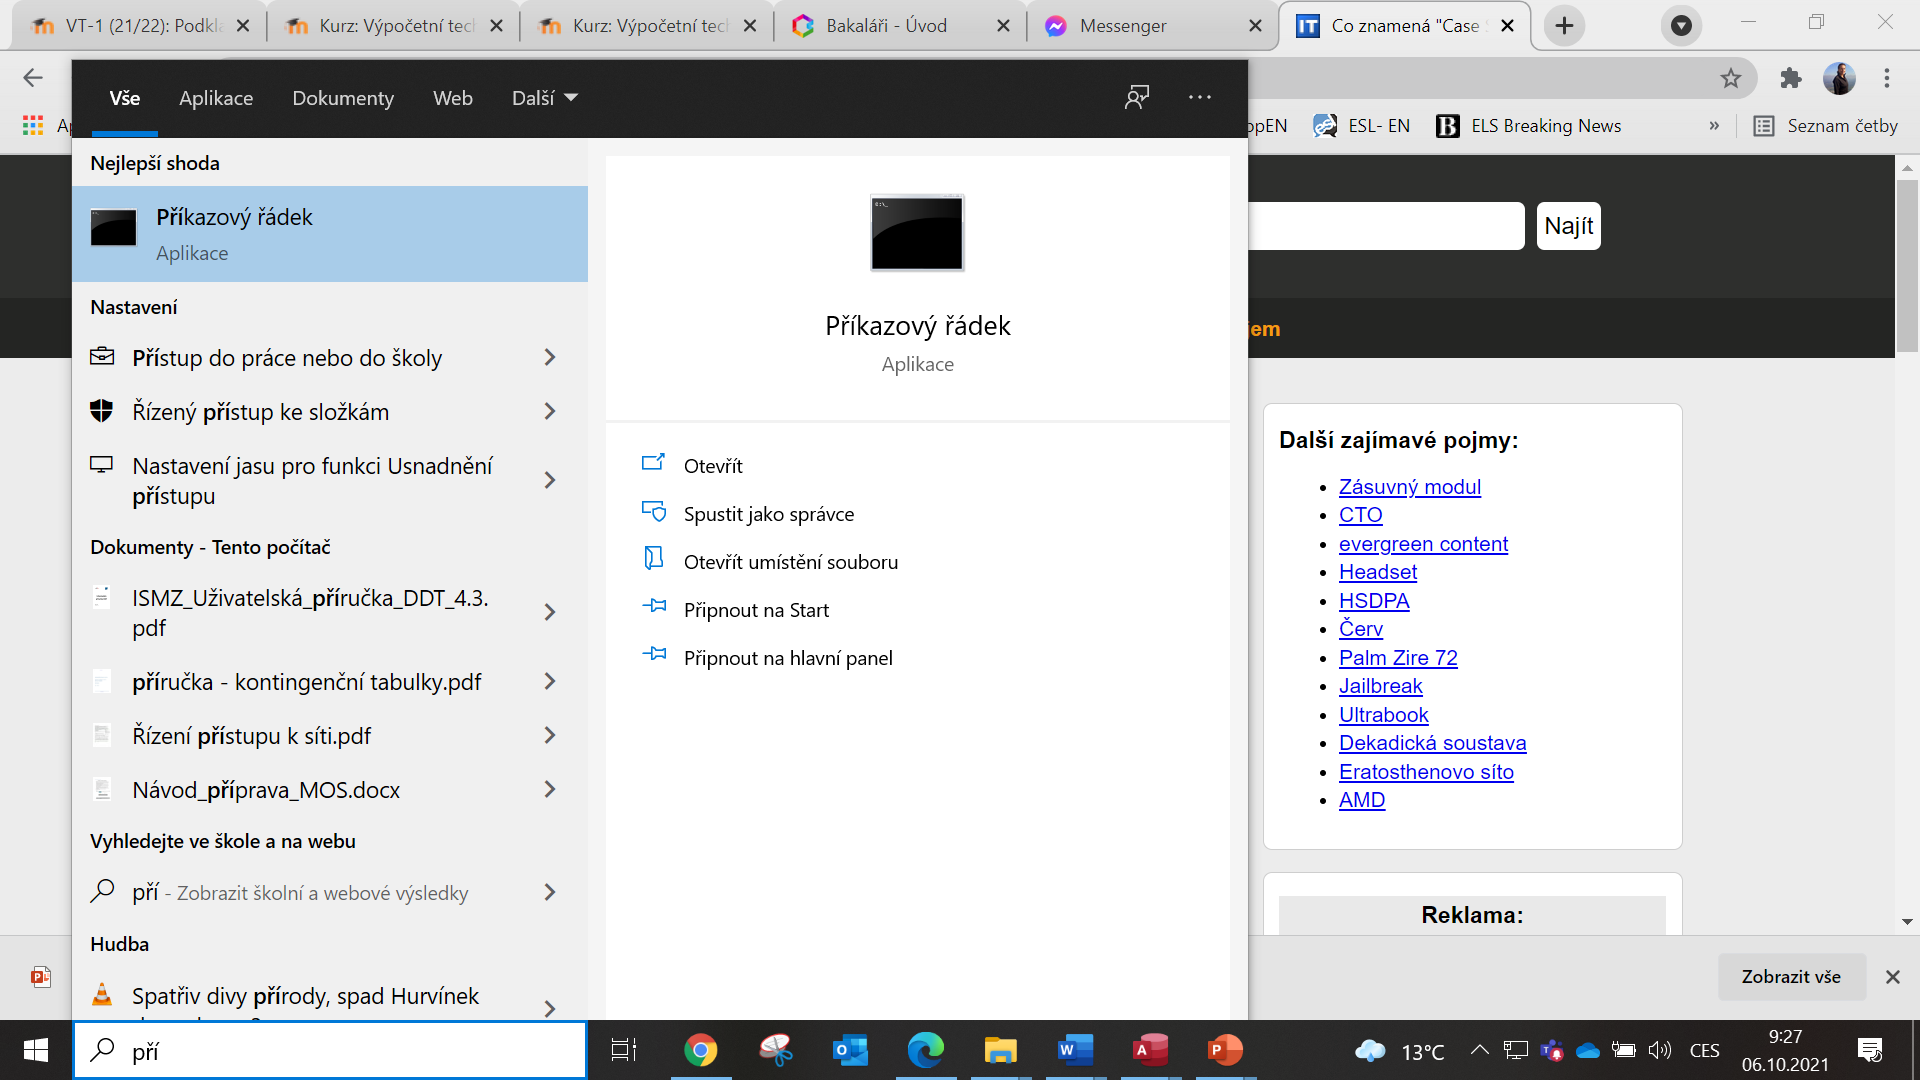 VT-1 (21/22): Podkla
Kurz: Výpočetní tech
Kurz: Výpočetní tech
Bakaláři - Úvod
Messenger
IT Co znamená "Case S
ESL- EN
B ELS Breaking News
»
Seznam četby
Vše
Aplikace
Dokumenty
Web
Další
Nejlepší shoda
Příkazový řádek
Aplikace
Nastavení
Přístup do práce nebo do školy
Řízený přístup ke složkám
Nastavení jasu pro funkci Usnadnění
přístupu
Dokumenty - Tento počítač
ISMZ_Uživatelská_příručka_DDT_4.3.
pdf
příručka - kontingenční tabulky.pdf
Řízení přístupu k síti.pdf
Návod_příprava_MOS.docx
Vyhledejte ve škole a na webu
pří - Zobrazit školní a webové výsledky
Hudba
Spatřiv divy přírody, spad Hurvínek
Příkazový řádek
Aplikace
Otevřít
Spustit jako správce
Otevřít umístění souboru
Připnout na Start
Připnout na hlavní panel
Najít
Další zajímavé pojmy:
Zásuvný modul
CTO
evergreen content
Headset
HSDPA
Červ
Palm Zire 72
Jailbreak
Ultrabook
Dekadická soustava
Eratosthenovo síto
AMD
Reklama:
Zobrazit vše
pří
13°C
CES
9:27
06.10.2021